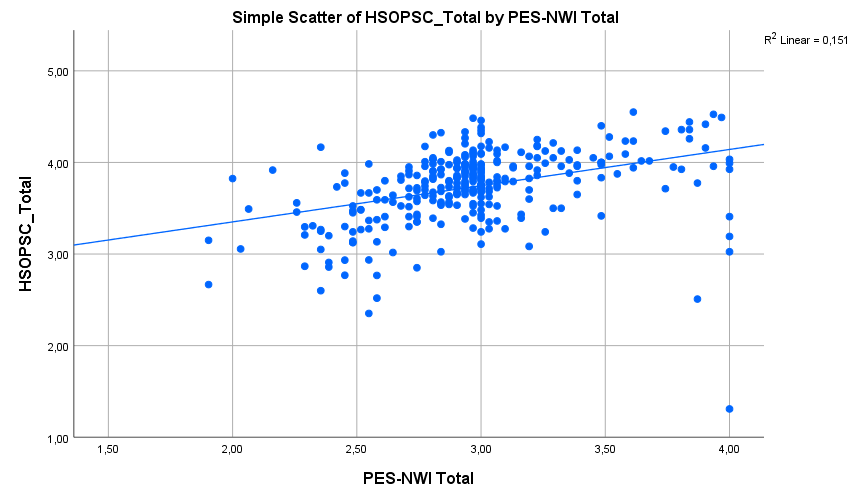 Simple Scatter of HSOPSC_Total by PES-NWI Total
R2 Linear = 0,151
5,00
4,00
3,00
2,00
1,00
HSOPSC_Total
1,50
2,00
2,50
3,00
3,50
4,00
PES-NWI Total